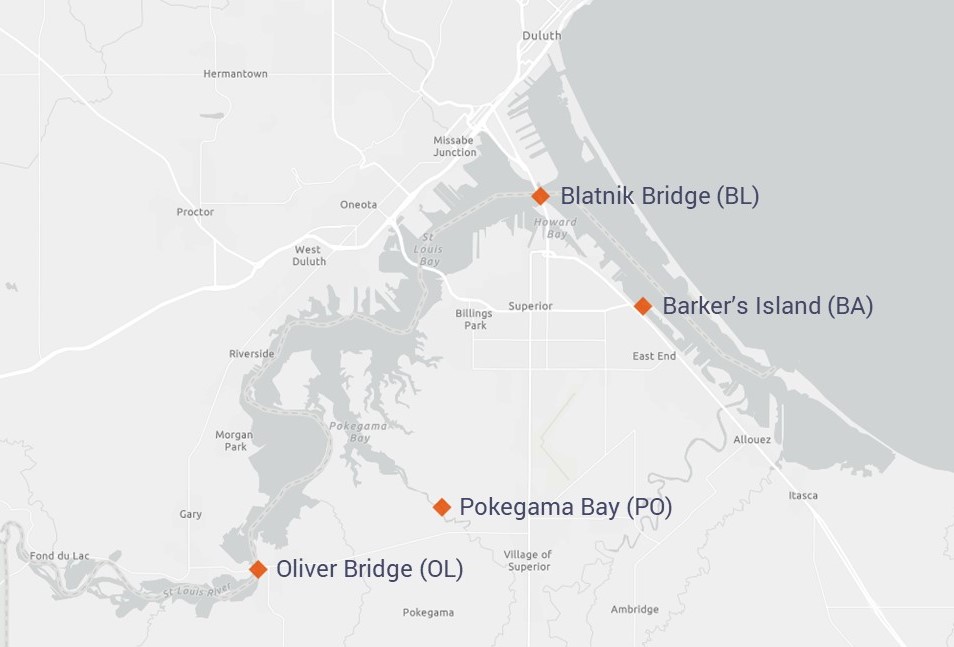 Duluth
Hermantown
Missabe
Junction
Blatnik Bridge (BL)
Oneota
Proctor
Howard
Bay
St
Louis
Bay
West
Duluth
Superior
Barker's Island (BA)
Billings
Park
Riverside
East End
Pokegama
Bay
Morgan
Park
Allouez
Itasca
Pokegama Bay (PO)
Gary
Fond du Lac
Village of
Superior
Oliver Bridge (OL)
St Louis River
Pokegama
Ambridge